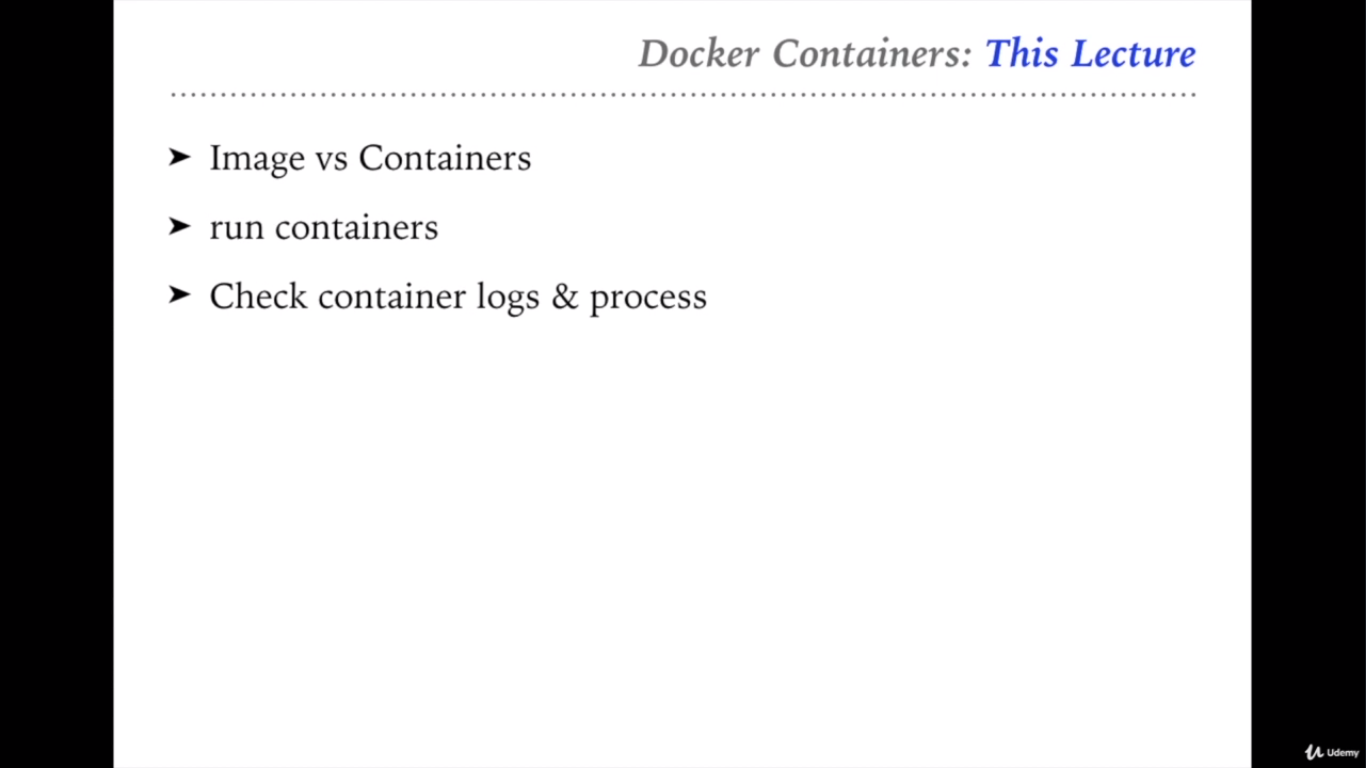 Docker Containers: This Lecture
➤ Image vs Containers
➤ run containers
➤ Check container logs & process
Udemy